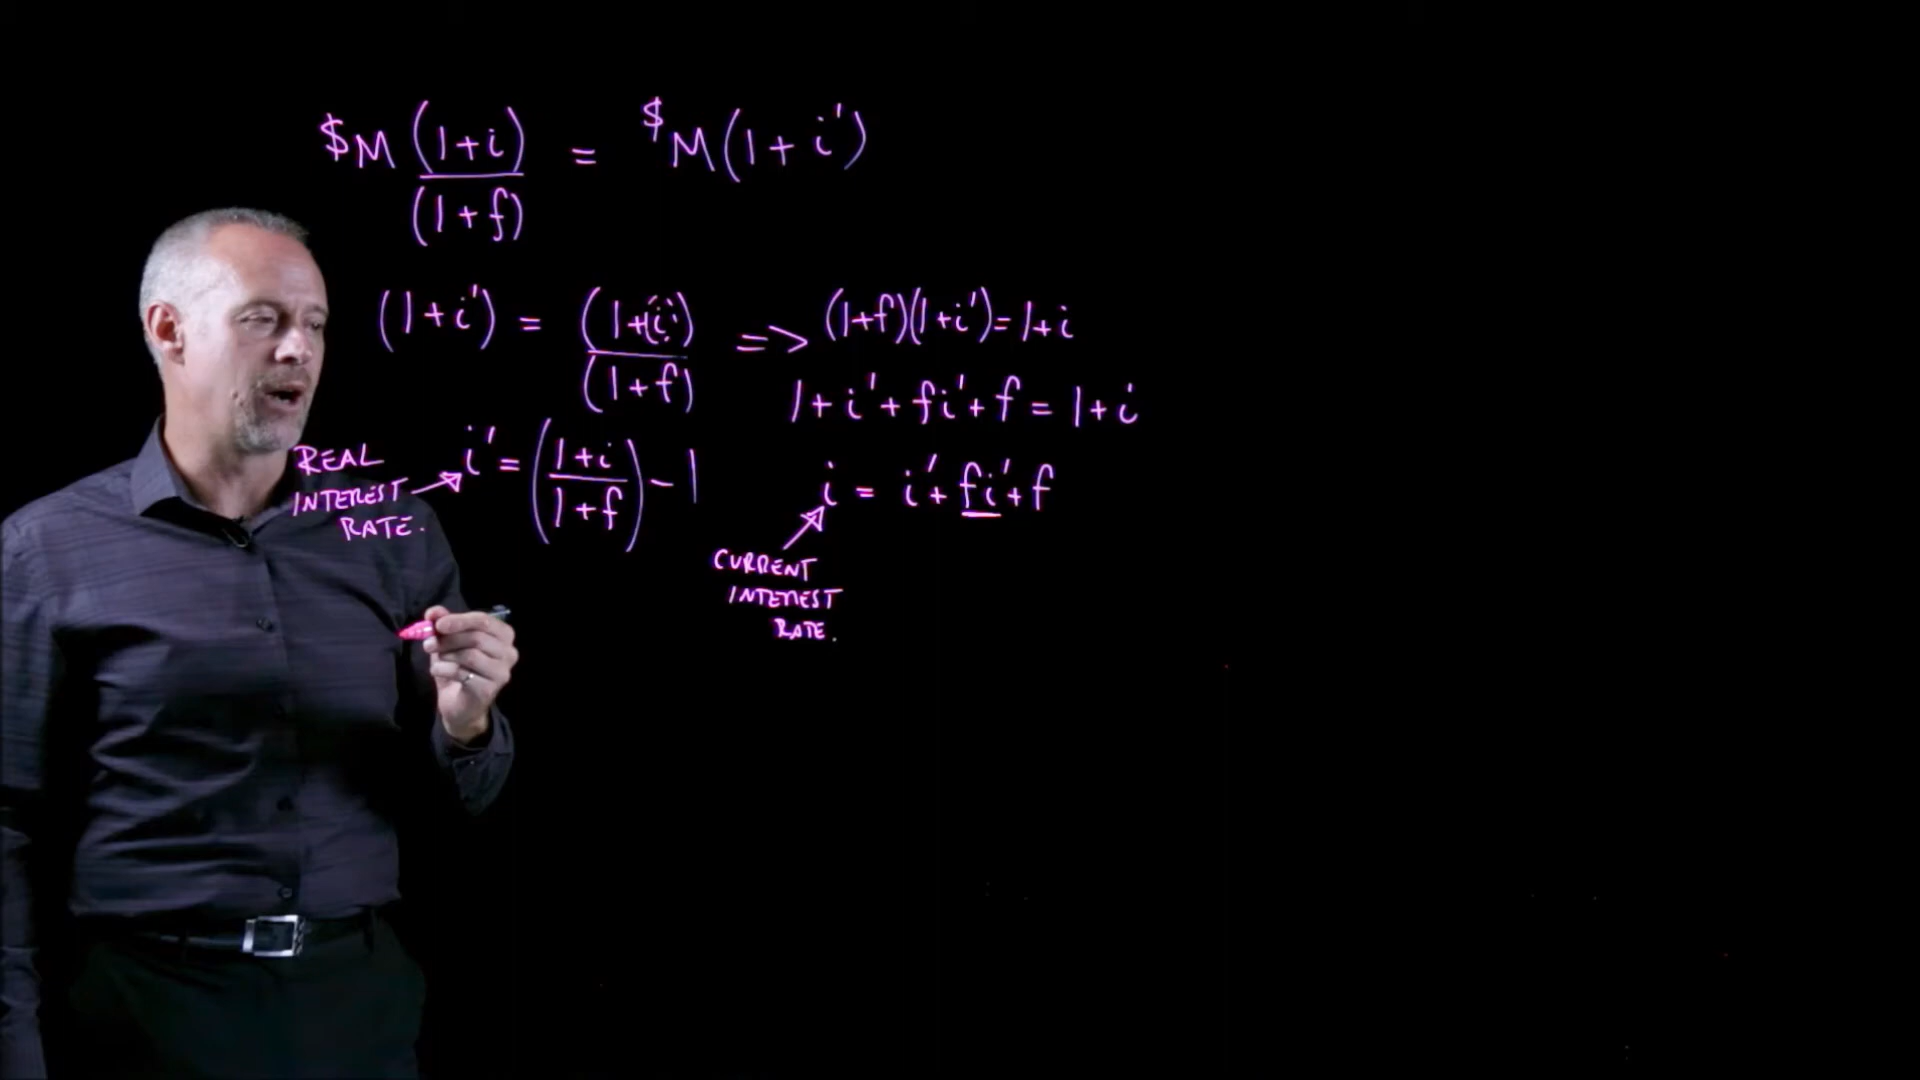 $M (1+i)/(1+f) = $M(1+i')
(1+i') = (1+i)/(1+f) => (1+f)(1+i')=1+i
1+i'+fi'+f=1+i
i' = ((1+i)/(1+f)) - 1
i = i'+fi'+f
REAL
INTEREST
RATE.
CURRENT
INTEREST
RATE.